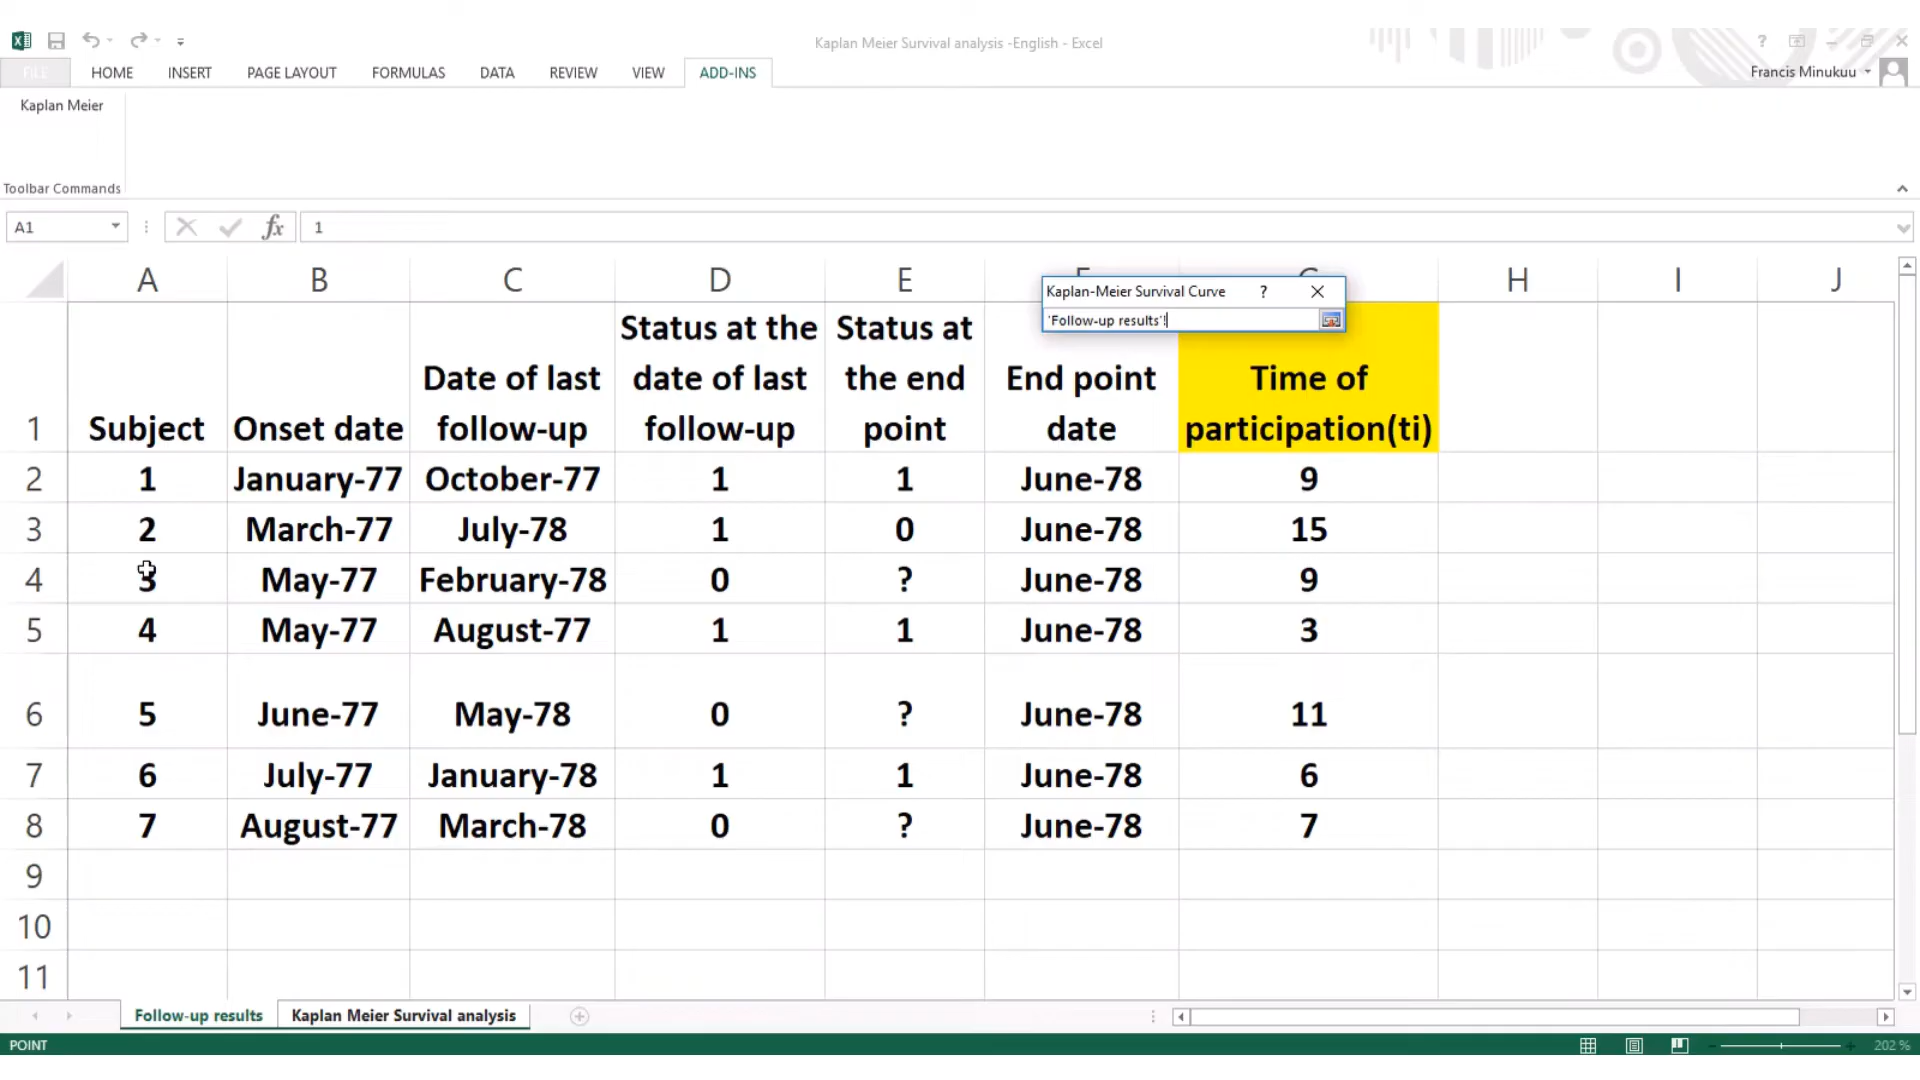 Kaplan Meier Survival analysis -English - Excel
?
FILE HOME INSERT PAGE LAYOUT FORMULAS DATA REVIEW VIEW ADD-INS
Francis Minukuu
Kaplan Meier
Toolbar Commands
A1
fx
1
A B C D E F G H I J
Kaplan-Meier Survival Curve ?
'Follow-up results'!
1 Subject Onset date Date of last follow-up Status at the date of last follow-up Status at the end point End point date Time of participation(ti)
2 1 January-77 October-77 1 1 June-78 9
3 2 March-77 July-78 1 0 June-78 15
4 3 May-77 February-78 0 ? June-78 9
5 4 May-77 August-77 1 1 June-78 3
6 5 June-77 May-78 0 ? June-78 11
7 6 July-77 January-78 1 1 June-78 6
8 7 August-77 March-78 0 ? June-78 7
9
10
11
Follow-up results Kaplan Meier Survival analysis
POINT
202 %